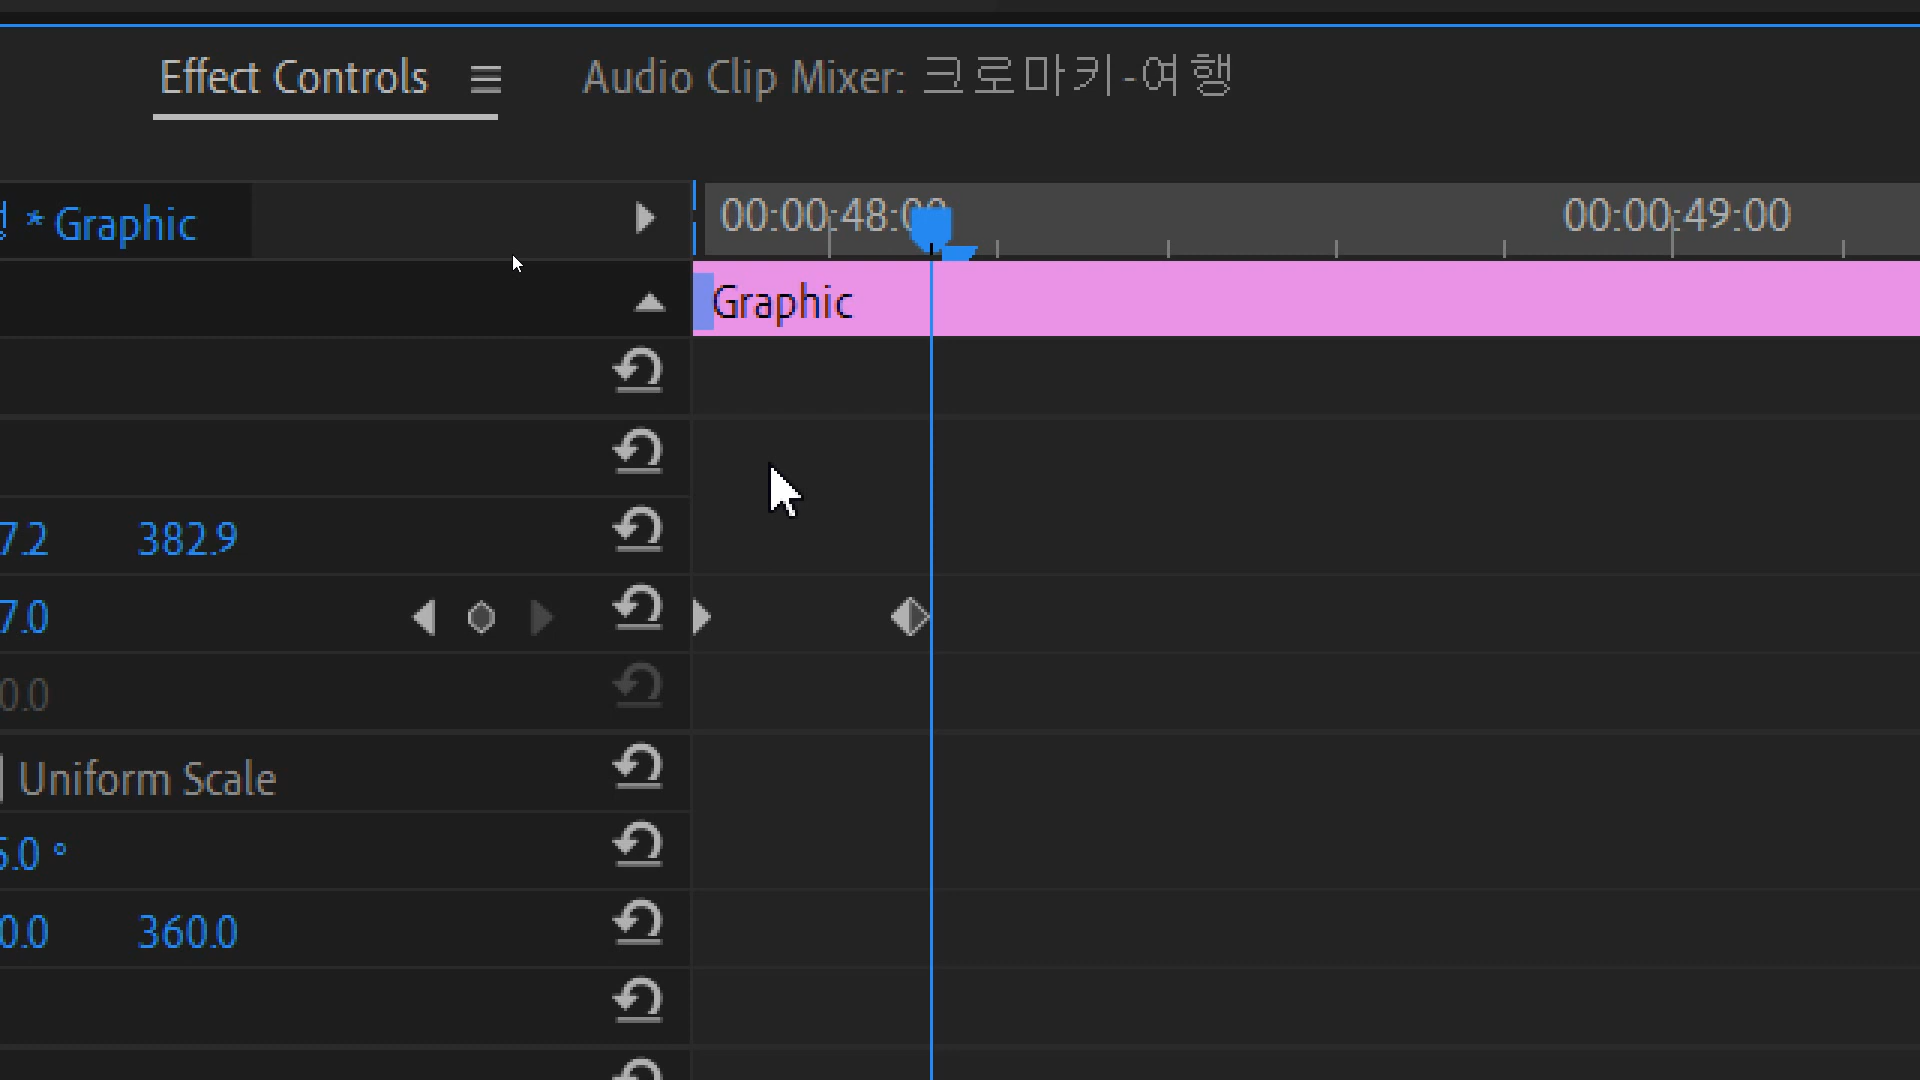 Effect Controls
Audio Clip Mixer: 크로마키-여행
* Graphic
00:00:48:00
00:00:49:00
Graphic
7.2 382.9
7.0
0.0
Uniform Scale
5.0 °
0.0 360.0